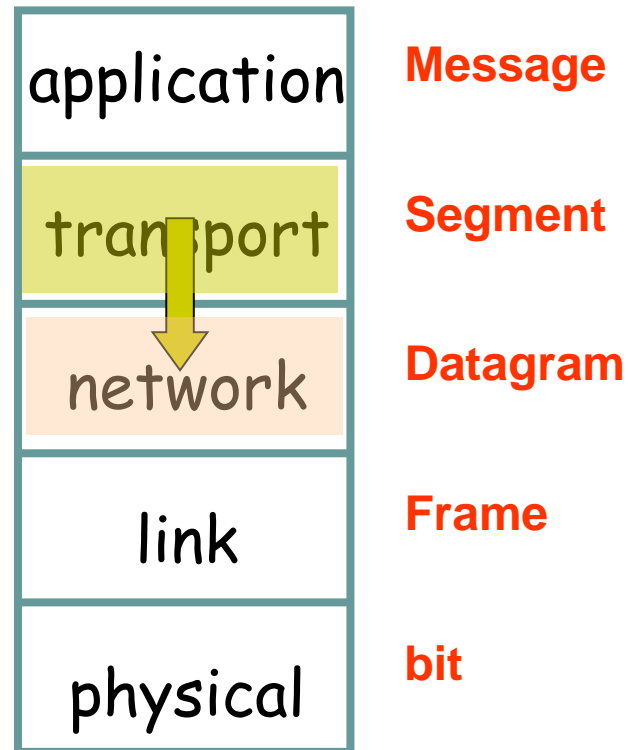 application
Message
transport
Segment
network
Datagram
link
Frame
physical
bit